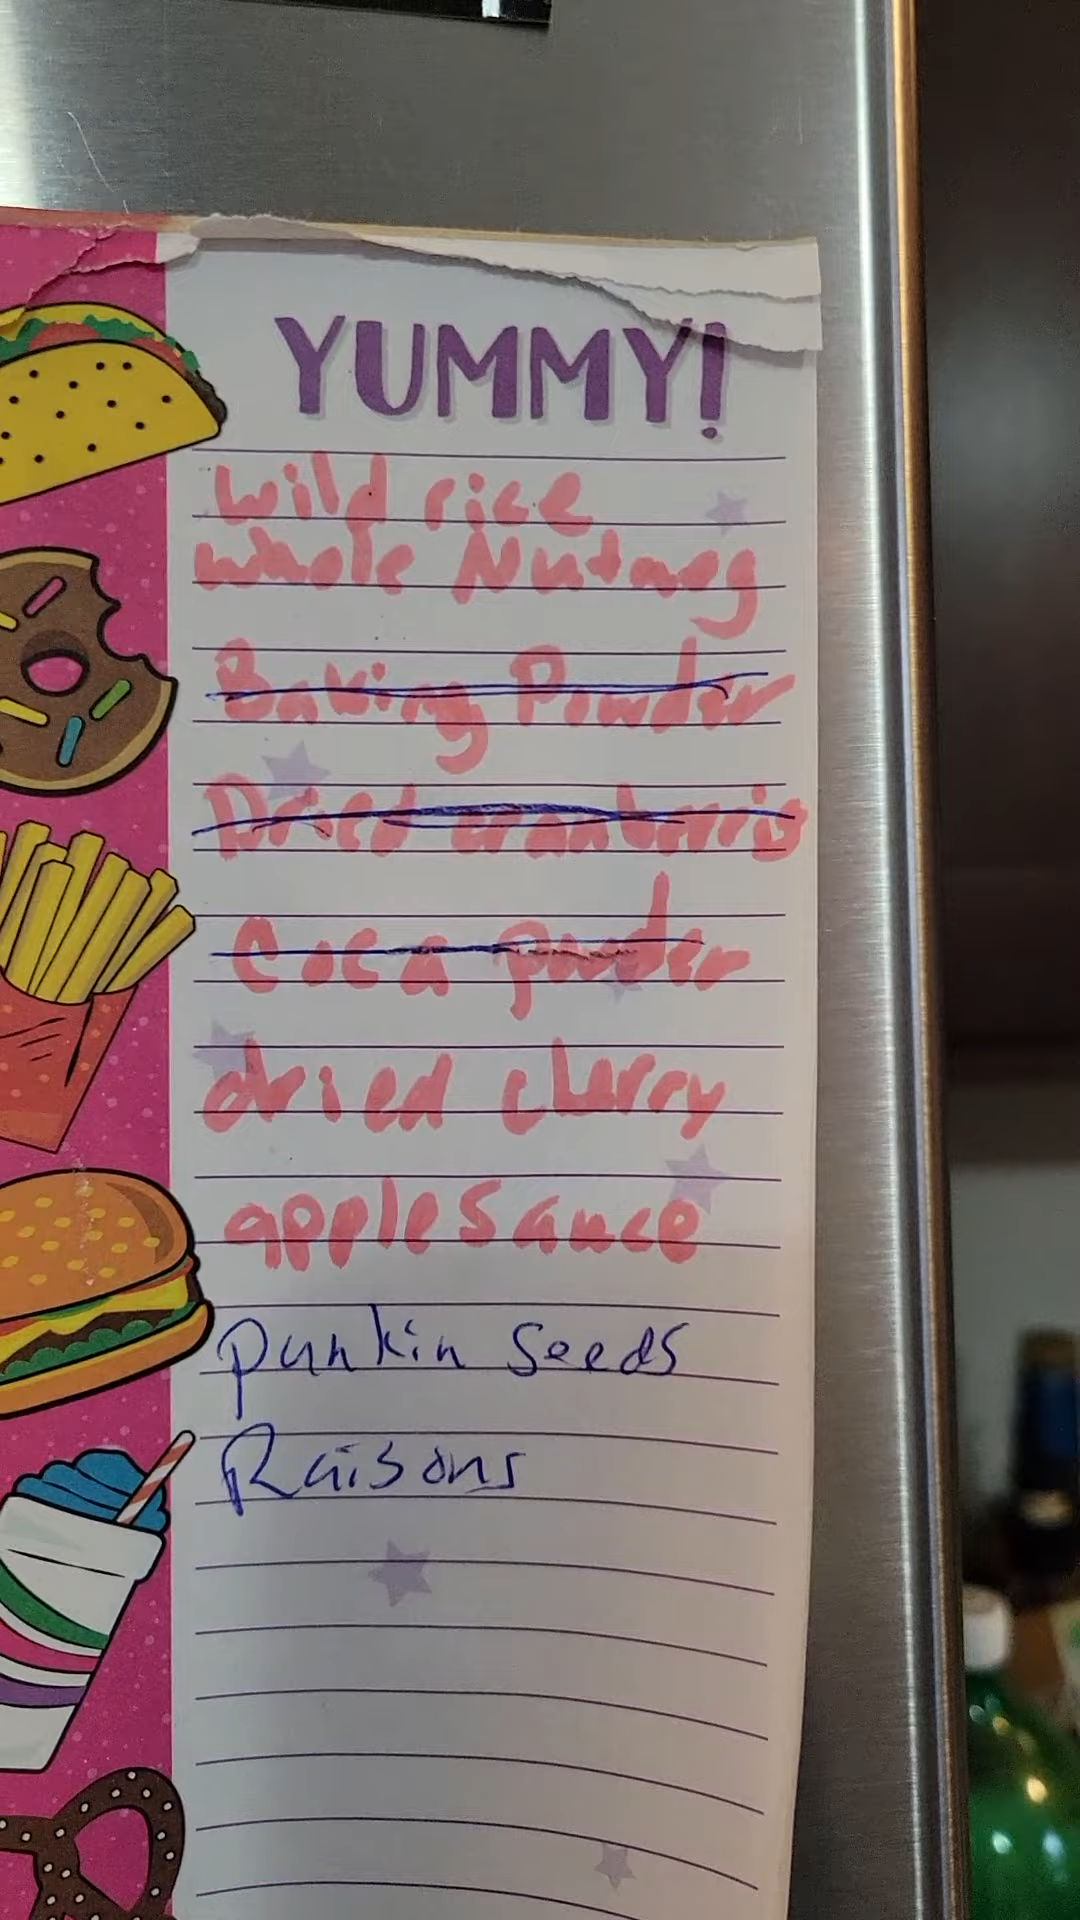 YUMMY!
wild rice
whole Nutmeg
Baking Powder
Dried cranberris
Coca powder
dried cherry
applesauce
punkin seeds
Raisons